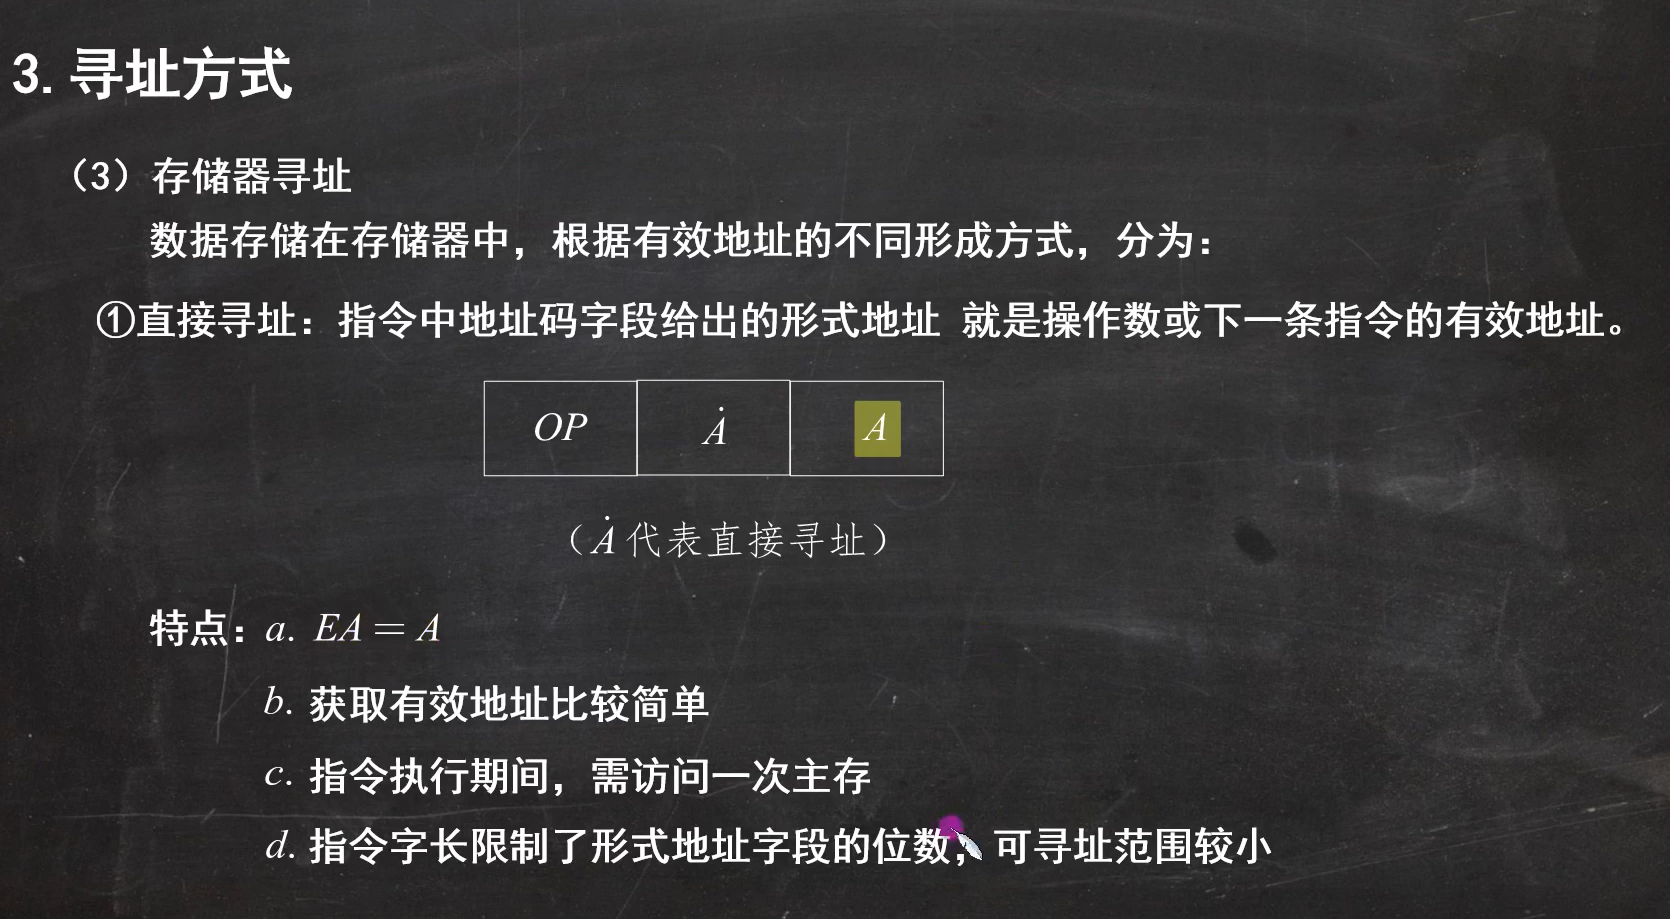 3. 寻址方式
（3）存储器寻址
数据存储在存储器中，根据有效地址的不同形成方式，分为：
①直接寻址：指令中地址码字段给出的形式地址 就是操作数或下一条指令的有效地址。
OP Ȧ A
（Ȧ代表直接寻址）
特点：a. EA = A
b. 获取有效地址比较简单
c. 指令执行期间，需访问一次主存
d. 指令字长限制了形式地址字段的位数，可寻址范围较小